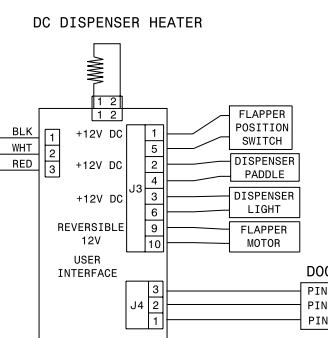 DC DISPENSER HEATER
1 2
1 2
BLK 1
WHT 2
RED 3
+12V DC 1
5
+12V DC 2
4
J3
+12V DC 3
6
REVERSIBLE 9
12V 10
USER
INTERFACE
FLAPPER
POSITION
SWITCH
DISPENSER
PADDLE
DISPENSER
LIGHT
FLAPPER
MOTOR
J4
3
2
1
PIN
PIN
PIN